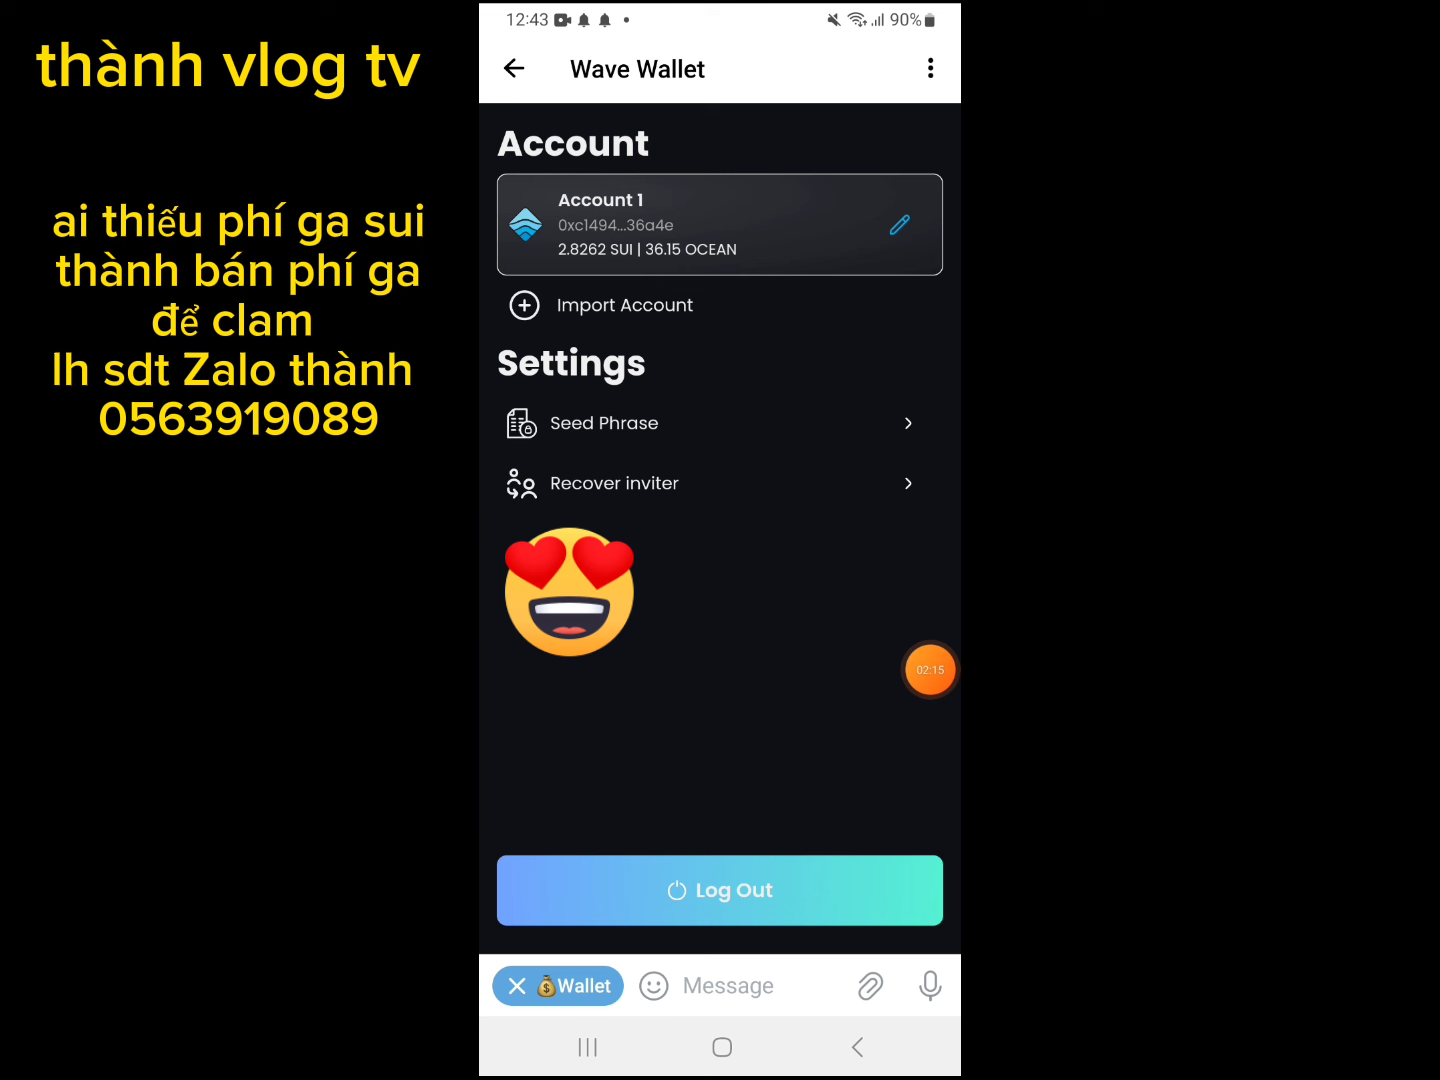 thành vlog tv
ai thiếu phí ga sui
thành bán phí ga
để clam
lh sdt Zalo thành
0563919089
12:43
90%
Wave Wallet
Account
Account 1
0xc1494...36a4e
2.8262 SUI | 36.15 OCEAN
Import Account
Settings
Seed Phrase
Recover inviter
02:15
Log Out
Wallet
Message